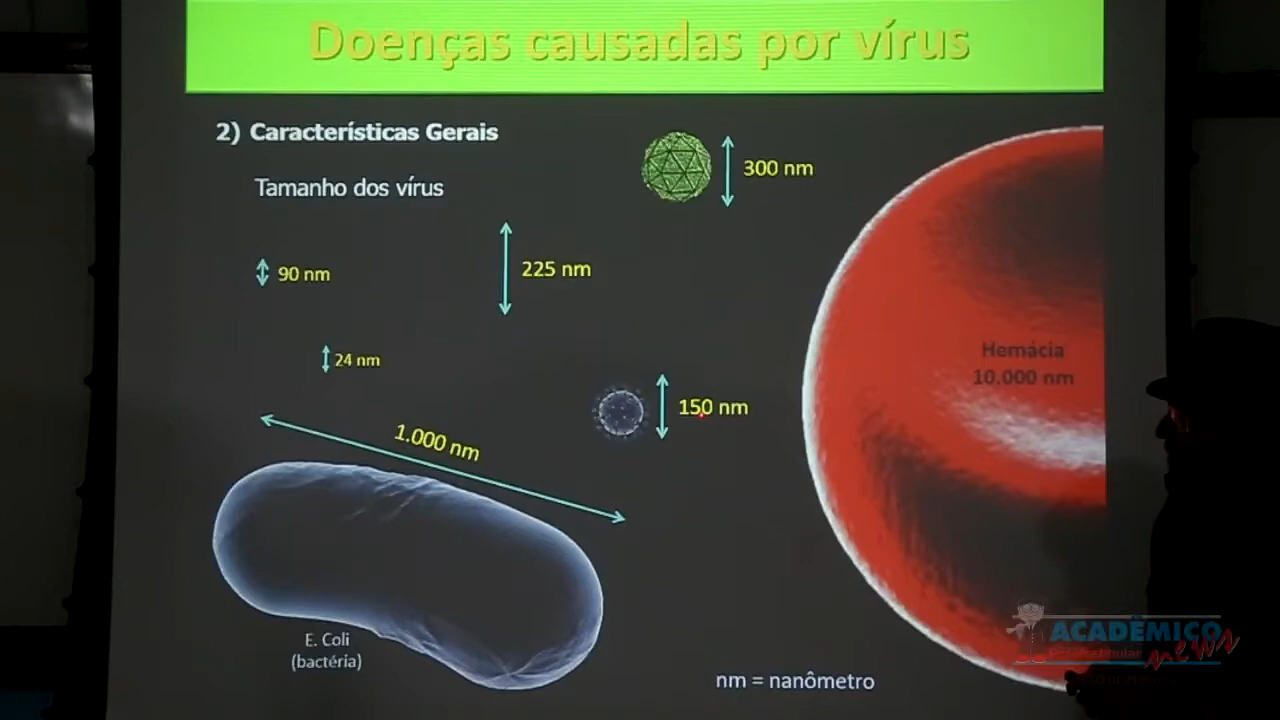 Doenças causadas por vírus
2) Características Gerais
Tamanho dos vírus
300 nm
90 nm
225 nm
24 nm
150 nm
1.000 nm
Hemácia
10.000 nm
E. Coli
(bactéria)
nm = nanômetro
ACADÊMICO
news